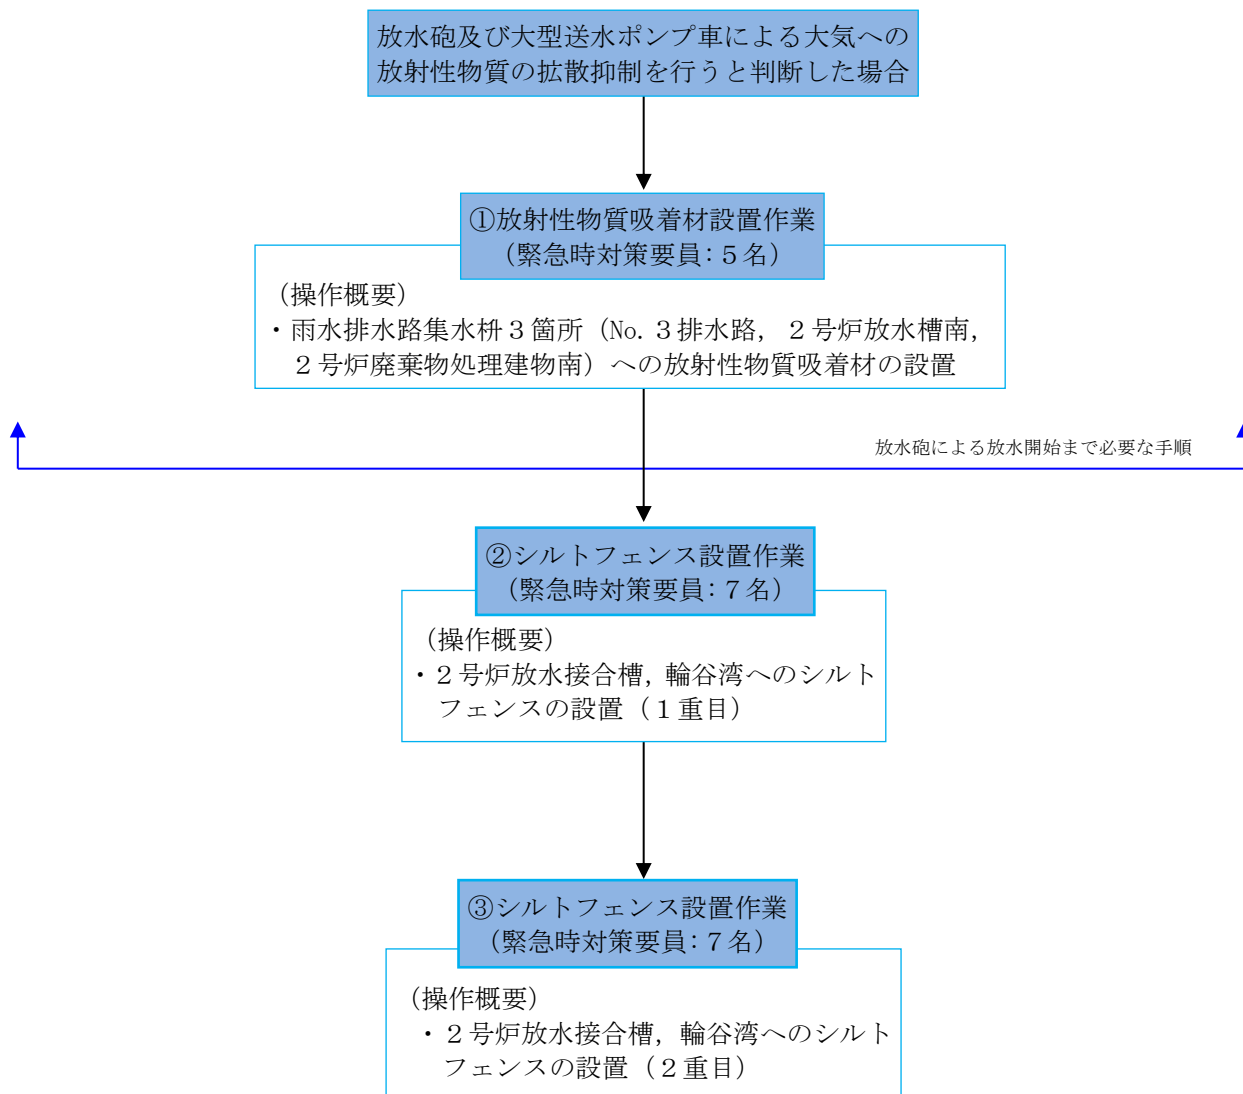 放水砲及び大型送水ポンプ車による大気への
放射性物質の拡散抑制を行うと判断した場合
①放射性物質吸着材設置作業
（緊急時対策要員：５名）
（操作概要）
・雨水排水路集水枡３箇所（No.３排水路，２号炉放水槽南，
２号炉廃棄物処理建物南）への放射性物質吸着材の設置
放水砲による放水開始まで必要な手順
②シルトフェンス設置作業
（緊急時対策要員：７名）
（操作概要）
・２号炉放水接合槽，輪谷湾へのシルト
フェンスの設置（１重目）
③シルトフェンス設置作業
（緊急時対策要員：７名）
（操作概要）
・２号炉放水接合槽，輪谷湾へのシルト
フェンスの設置（２重目）